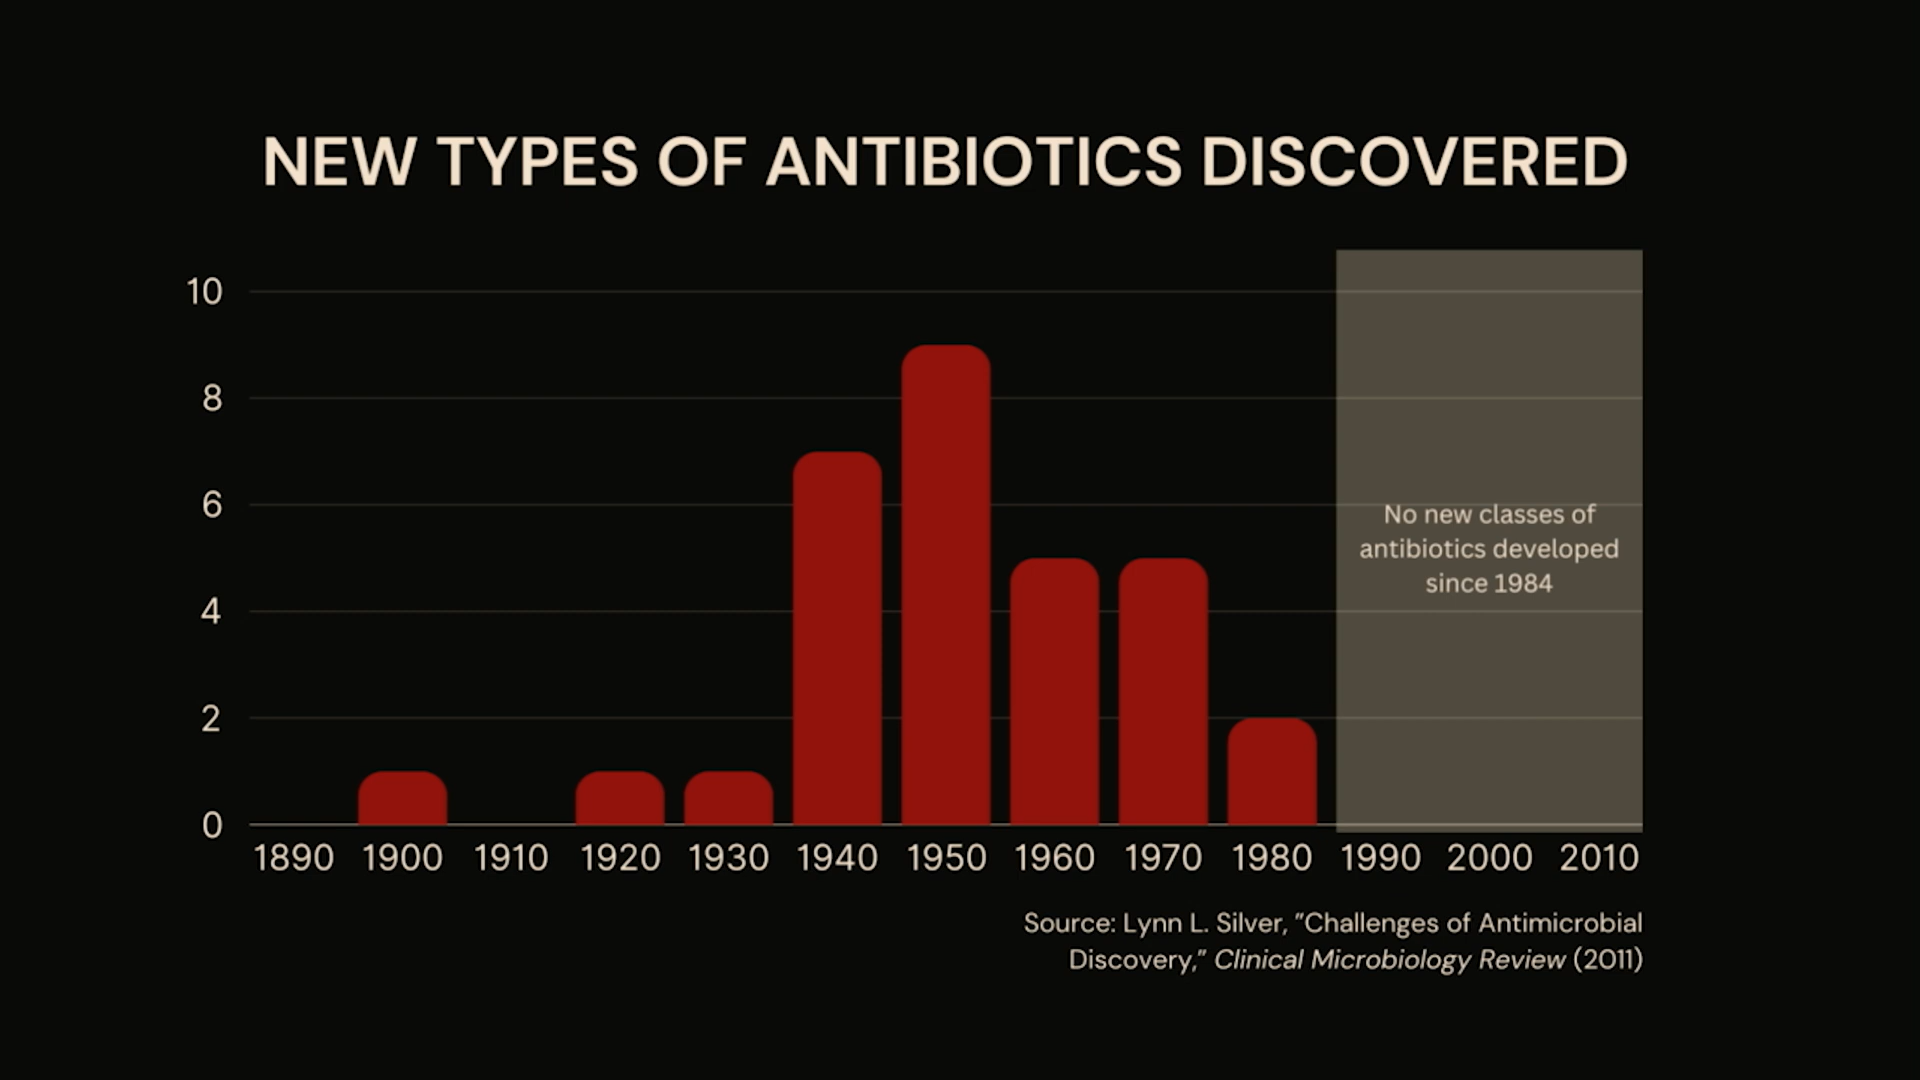 NEW TYPES OF ANTIBIOTICS DISCOVERED
10
8
6
4
2
0
No new classes of
antibiotics developed
since 1984
1890 1900 1910 1920 1930 1940 1950 1960 1970 1980 1990 2000 2010
Source: Lynn L. Silver, "Challenges of Antimicrobial
Discovery," Clinical Microbiology Review (2011)